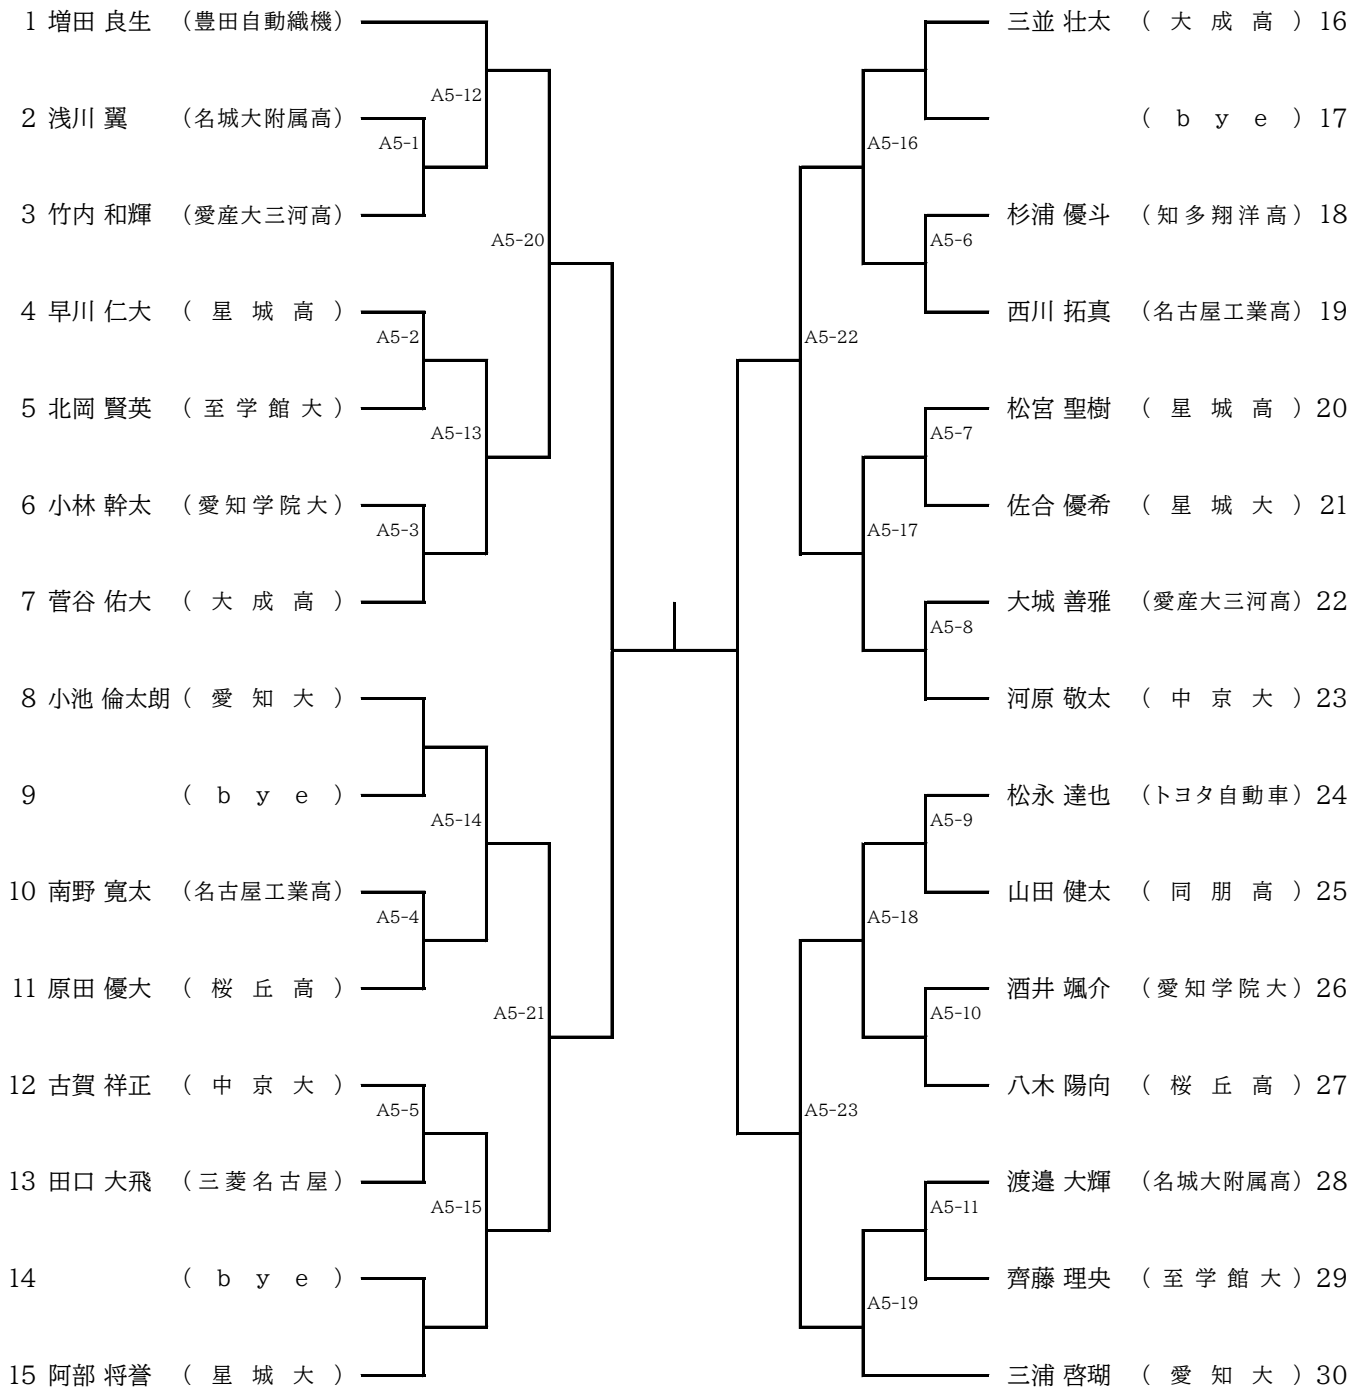 1 増田 良生 （豊田自動織機）
A5-12
2 浅川 翼 （名城大附属高）
A5-1
3 竹内 和輝 （愛産大三河高）
A5-20
4 早川 仁大 （星城高）
A5-2
5 北岡 賢英 （至学館大）
A5-13
6 小林 幹太 （愛知学院大）
A5-3
7 菅谷 佑大 （大成高）
8 小池 倫太朗 （愛知大）
9 （bye）
A5-14
10 南野 寛太 （名古屋工業高）
A5-4
11 原田 優大 （桜丘高）
A5-21
12 古賀 祥正 （中京大）
A5-5
13 田口 大飛 （三菱名古屋）
A5-15
14 （bye）
15 阿部 将誉 （星城大）
三並 壮太 （大成高） 16
（bye） 17
A5-16
杉浦 優斗 （知多翔洋高） 18
A5-6
西川 拓真 （名古屋工業高） 19
A5-22
松宮 聖樹 （星城高） 20
A5-7
佐合 優希 （星城大） 21
A5-17
大城 善雅 （愛産大三河高） 22
A5-8
河原 敬太 （中京大） 23
松永 達也 （トヨタ自動車） 24
A5-9
山田 健太 （同朋高） 25
A5-18
酒井 颯介 （愛知学院大） 26
A5-10
八木 陽向 （桜丘高） 27
A5-23
渡邉 大輝 （名城大附属高） 28
A5-11
齊藤 理央 （至学館大） 29
A5-19
三浦 啓瑚 （愛知大） 30